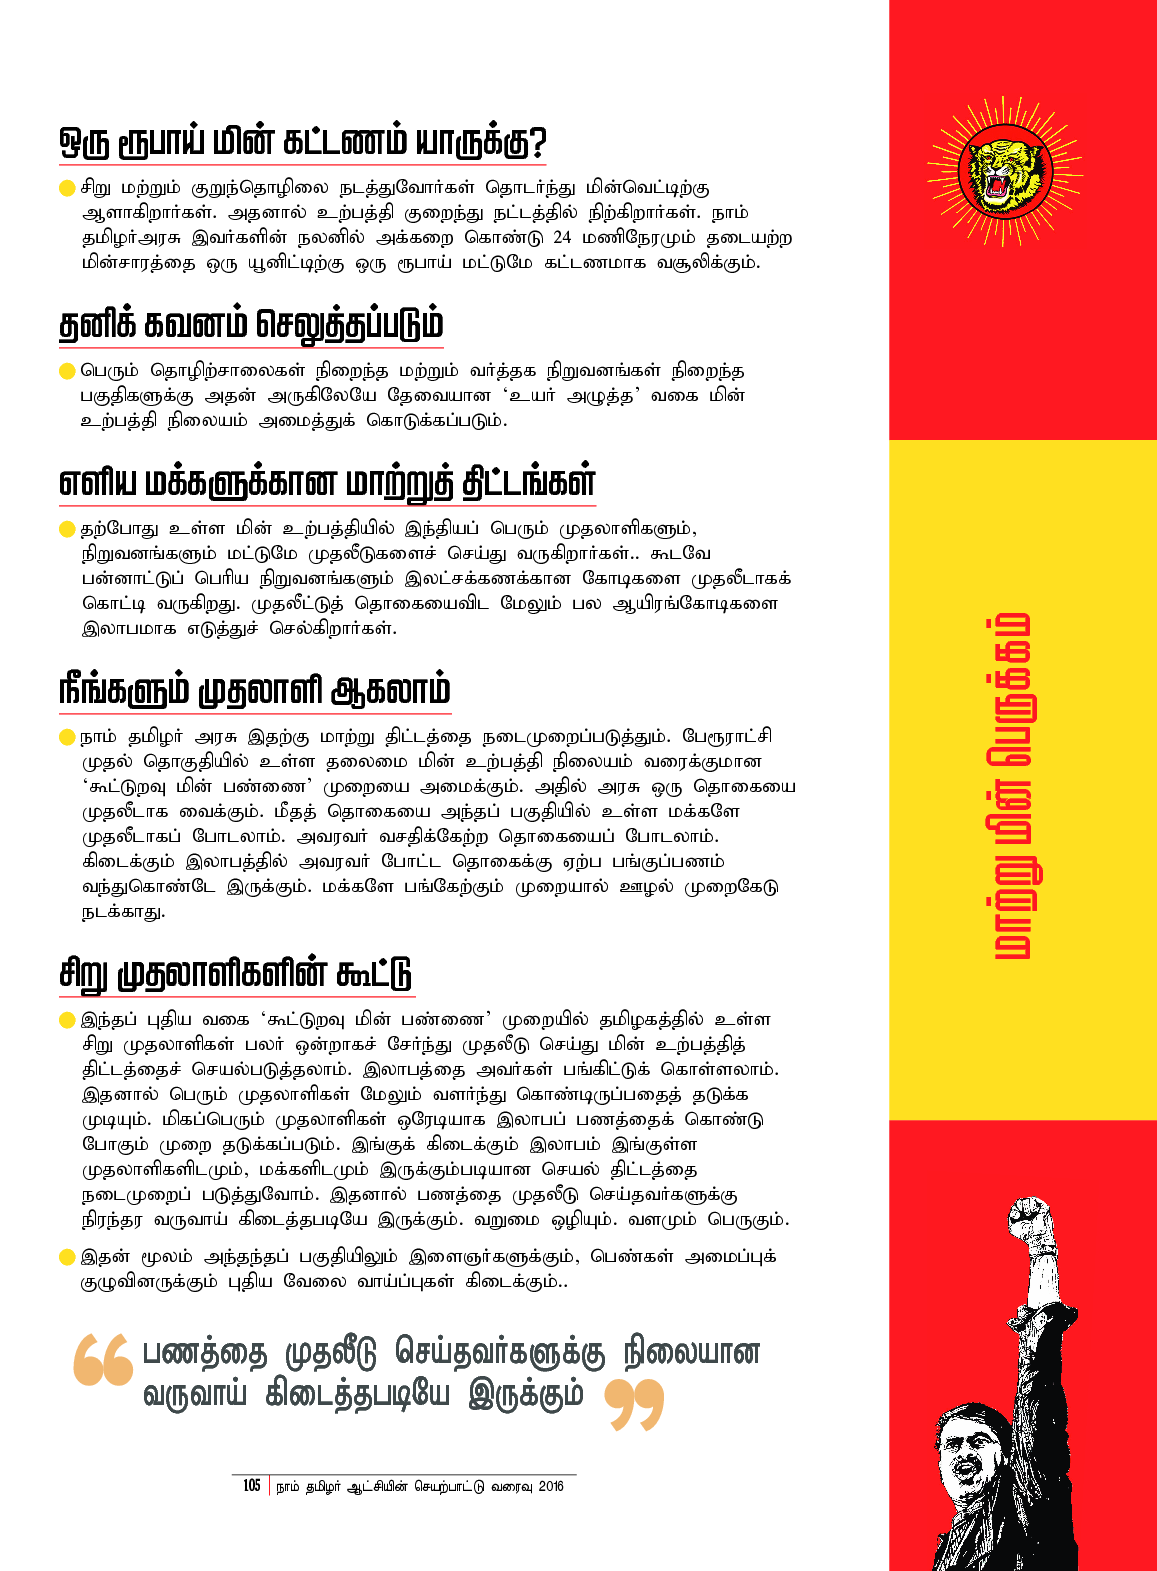 ஒரு ரூபாய் மின் கட்டணம் யாருக்கு?
சிறு மற்றும் குறுந்தொழிலை நடத்துவோர்கள் தொடர்ந்து மின்வெட்டிற்கு
ஆளாகிறார்கள். அதனால் உற்பத்தி குறைந்து நட்டத்தில் நிற்கிறார்கள். நாம்
தமிழர்அரசு இவர்களின் நலனில் அக்கறை கொண்டு 24 மணிநேரமும் தடையற்ற
மின்சாரத்தை ஒரு யூனிட்டிற்கு ஒரு ரூபாய் மட்டுமே கட்டணமாக வசூலிக்கும்.
தனிக் கவனம் செலுத்தப்படும்
பெரும் தொழிற்சாலைகள் நிறைந்த மற்றும் வர்த்தக நிறுவனங்கள் நிறைந்த
பகுதிகளுக்கு அதன் அருகிலேயே தேவையான ‘உயர் அழுத்த’ வகை மின்
உற்பத்தி நிலையம் அமைத்துக் கொடுக்கப்படும்.
எளிய மக்களுக்கான மாற்றுத் திட்டங்கள்
தற்போது உள்ள மின் உற்பத்தியில் இந்தியப் பெரும் முதலாளிகளும்,
நிறுவனங்களும் மட்டுமே முதலீடுகளைச் செய்து வருகிறார்கள்.. கூடவே
பன்னாட்டுப் பெரிய நிறுவனங்களும் இலட்சக்கணக்கான கோடிகளை முதலீடாகக்
கொட்டி வருகிறது. முதலீட்டுத் தொகையைவிட மேலும் பல ஆயிரங்கோடிகளை
இலாபமாக எடுத்துச் செல்கிறார்கள்.
நீங்களும் முதலாளி ஆகலாம்
நாம் தமிழர் அரசு இதற்கு மாற்று திட்டத்தை நடைமுறைப்படுத்தும். பேரூராட்சி
முதல் தொகுதியில் உள்ள தலைமை மின் உற்பத்தி நிலையம் வரைக்குமான
‘கூட்டுறவு மின் பண்ணை’ முறையை அமைக்கும். அதில் அரசு ஒரு தொகையை
முதலீடாக வைக்கும். மீதத் தொகையை அந்தப் பகுதியில் உள்ள மக்களே
முதலீடாகப் போடலாம். அவரவர் வசதிக்கேற்ற தொகையைப் போடலாம்.
கிடைக்கும் இலாபத்தில் அவரவர் போட்ட தொகைக்கு ஏற்ப பங்குப்பணம்
வந்துகொண்டே இருக்கும். மக்களே பங்கேற்கும் முறையால் ஊழல் முறைகேடு
நடக்காது.
சிறு முதலாளிகளின் கூட்டு
இந்தப் புதிய வகை ‘கூட்டுறவு மின் பண்ணை’ முறையில் தமிழகத்தில் உள்ள
சிறு முதலாளிகள் பலர் ஒன்றாகச் சேர்ந்து முதலீடு செய்து மின் உற்பத்தித்
திட்டத்தைச் செயல்படுத்தலாம். இலாபத்தை அவர்கள் பங்கிட்டுக் கொள்ளலாம்.
இதனால் பெரும் முதலாளிகள் மேலும் வளர்ந்து கொண்டிருப்பதைத் தடுக்க
முடியும். மிகப்பெரும் முதலாளிகள் ஒரேடியாக இலாபப் பணத்தைக் கொண்டு
போகும் முறை தடுக்கப்படும். இங்குக் கிடைக்கும் இலாபம் இங்குள்ள
முதலாளிகளிடமும், மக்களிடமும் இருக்கும்படியான செயல் திட்டத்தை
நடைமுறைப் படுத்துவோம். இதனால் பணத்தை முதலீடு செய்தவர்களுக்கு
நிரந்தர வருவாய் கிடைத்தபடியே இருக்கும். வறுமை ஒழியும். வளமும் பெருகும்.
இதன் மூலம் அந்தந்தப் பகுதியிலும் இளைஞர்களுக்கும், பெண்கள் அமைப்புக்
குழுவினருக்கும் புதிய வேலை வாய்ப்புகள் கிடைக்கும்..
“பணத்தை முதலீடு செய்தவர்களுக்கு நிலையான
வருவாய் கிடைத்தபடியே இருக்கும்”
105 நாம் தமிழர் ஆட்சியின் செயற்பாட்டு வரைவு 2016
மாற்று மின் பெருக்கம்